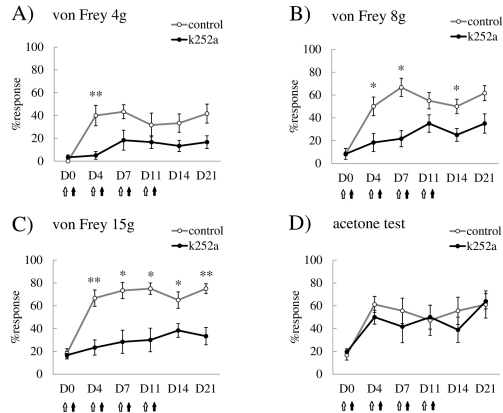 A) von Frey 4g
control
k252a
%response
100
80
60
40
20
0
**
D0 D4 D7 D11 D14 D21
B) von Frey 8g
control
k252a
%response
100
80
60
40
20
0
* * *
D0 D4 D7 D11 D14 D21
C) von Frey 15g
control
k252a
%response
100
80
60
40
20
0
** * * * **
D0 D4 D7 D11 D14 D21
D) acetone test
control
k252a
%response
100
80
60
40
20
0
D0 D4 D7 D11 D14 D21